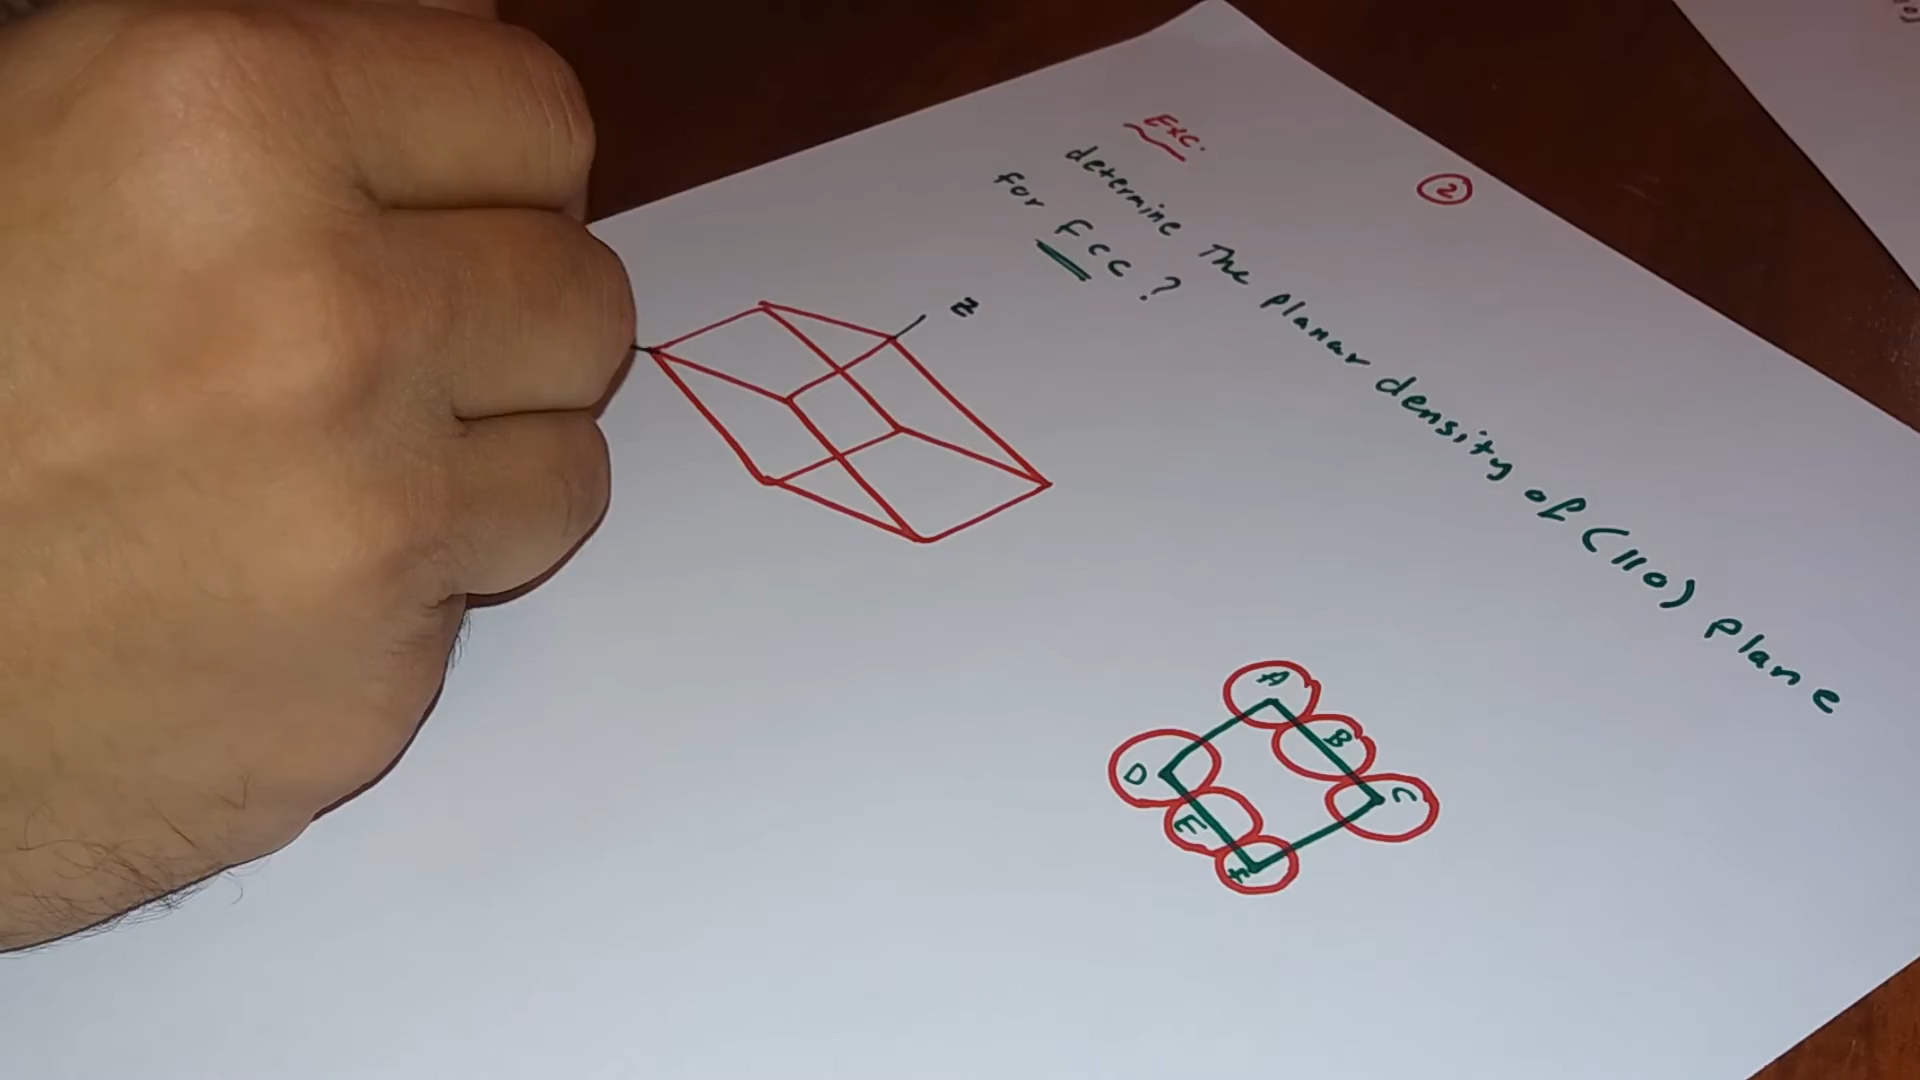 ②
Exc.
determine The planar density of (110) plane
for Fcc ?
z
A
B
C
D
E
F